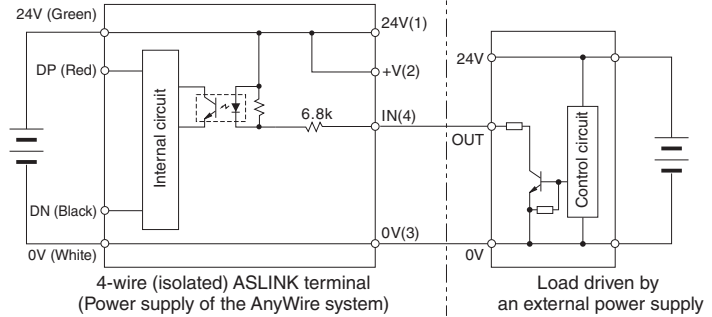 24V (Green)
24V(1)
DP (Red)
+V(2)
Internal circuit
6.8k
IN(4)
DN (Black)
0V (White)
0V(3)
4-wire (isolated) ASLINK terminal
(Power supply of the AnyWire system)
24V
OUT
Control circuit
0V
Load driven by
an external power supply